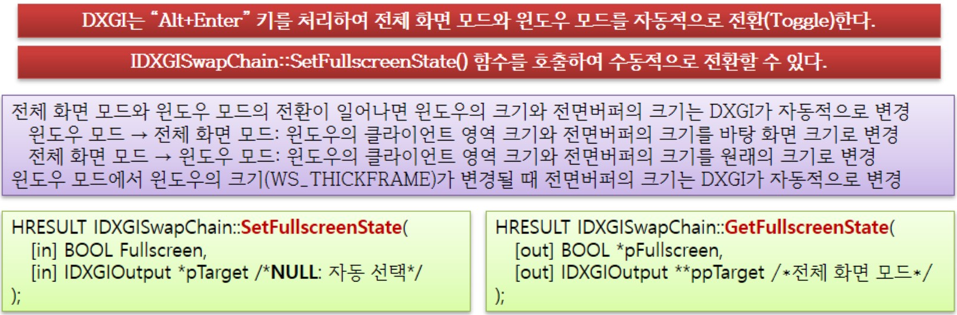 DXGI는 “Alt+Enter” 키를 처리하여 전체 화면 모드와 윈도우 모드를 자동적으로 전환(Toggle)한다.
IDXGISwapChain::SetFullscreenState() 함수를 호출하여 수동적으로 전환할 수 있다.
전체 화면 모드와 윈도우 모드의 전환이 일어나면 윈도우의 크기와 전면버퍼의 크기는 DXGI가 자동적으로 변경
윈도우 모드 → 전체 화면 모드: 윈도우의 클라이언트 영역 크기와 전면버퍼의 크기를 바탕 화면 크기로 변경
전체 화면 모드 → 윈도우 모드: 윈도우의 클라이언트 영역 크기와 전면버퍼의 크기를 원래의 크기로 변경
윈도우 모드에서 윈도우의 크기(WS_THICKFRAME)가 변경될 때 전면버퍼의 크기는 DXGI가 자동적으로 변경
HRESULT IDXGISwapChain::SetFullscreenState(
[in] BOOL Fullscreen,
[in] IDXGIOutput *pTarget /*NULL: 자동 선택*/
);
HRESULT IDXGISwapChain::GetFullscreenState(
[out] BOOL *pFullscreen,
[out] IDXGIOutput **ppTarget /*전체 화면 모드*/
);